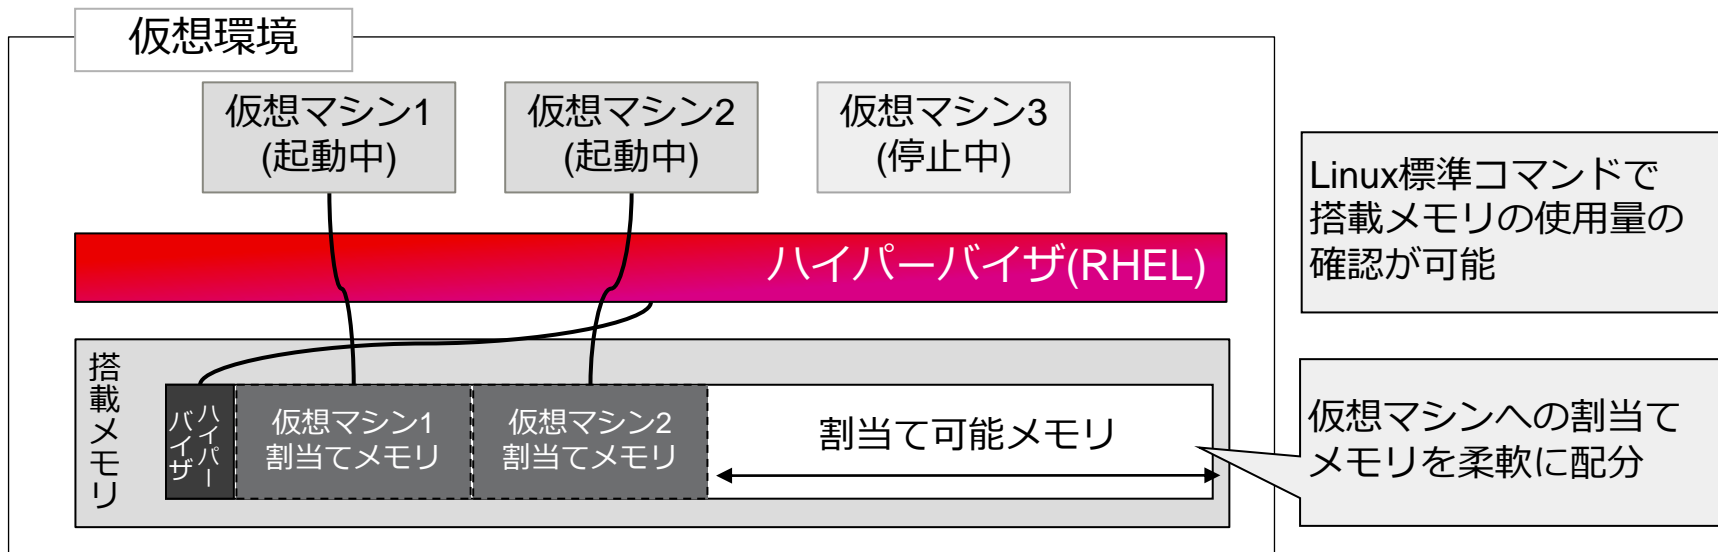 仮想環境
仮想マシン1
(起動中)
仮想マシン2
(起動中)
仮想マシン3
(停止中)
Linux標準コマンドで
搭載メモリの使用量の
確認が可能
ハイパーバイザ(RHEL)
搭載メモリ
ハイパー
バイザ
仮想マシン1
割当てメモリ
仮想マシン2
割当てメモリ
割当て可能メモリ
仮想マシンへの割当て
メモリを柔軟に配分